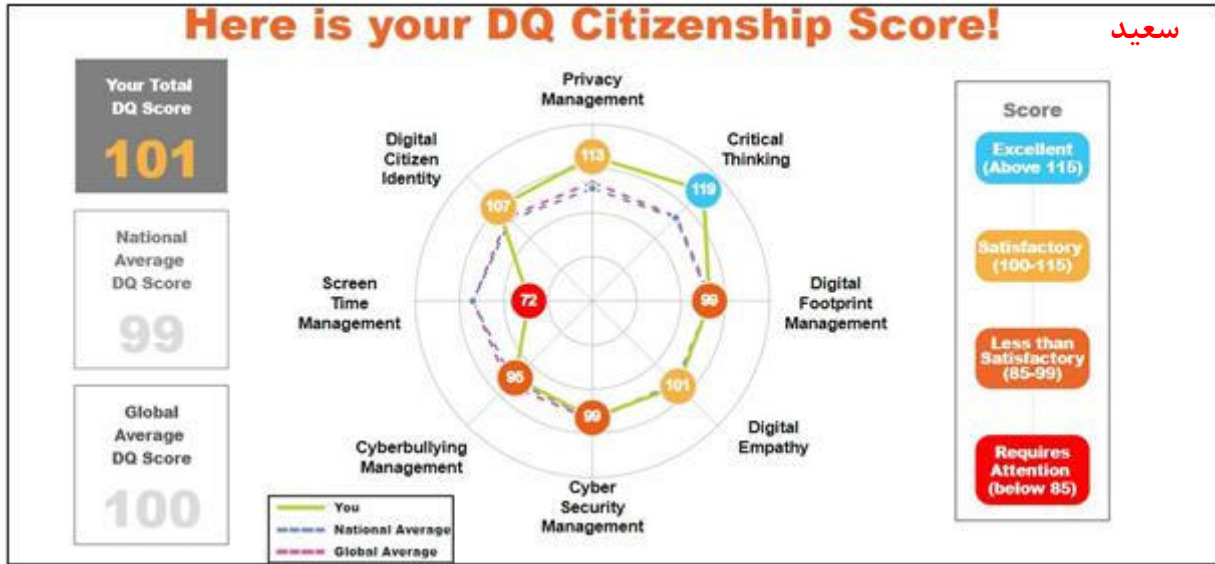 Here is your DQ Citizenship Score!
سعيد
Your Total
DQ Score
101
National
Average
DQ Score
99
Global
Average
DQ Score
100
Privacy
Management
113
Critical
Thinking
119
Digital
Footprint
Management
99
Digital
Empathy
101
Cyber
Security
Management
99
Cyberbullying
Management
95
Screen
Time
Management
72
Digital
Citizen
Identity
107
You
National Average
Global Average
Score
Excellent
(Above 115)
Satisfactory
(100-115)
Less than
Satisfactory
(85-99)
Requires
Attention
(below 85)